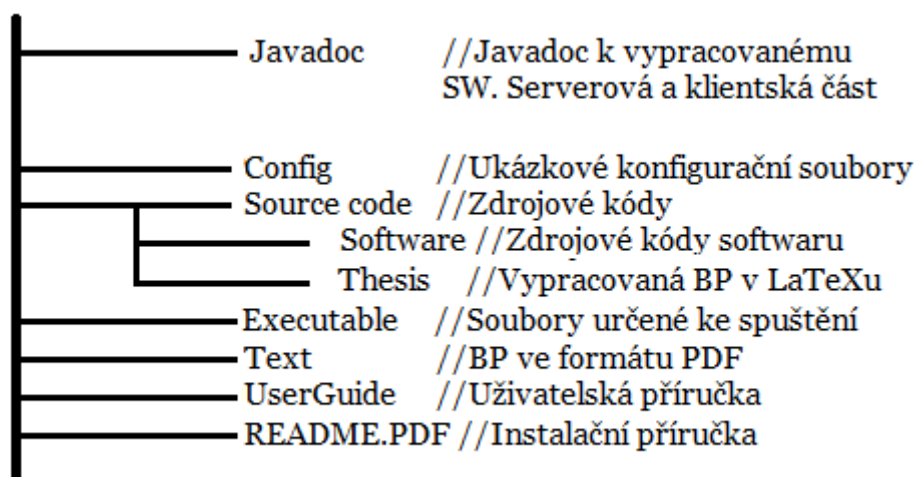 Javadoc //Javadoc k vypracovanému
SW. Serverová a klientská část
Config //Ukázkové konfigurační soubory
Source code //Zdrojové kódy
Software //Zdrojové kódy softwaru
Thesis //Vypracovaná BP v LaTeXu
Executable //Soubory určené ke spuštění
Text //BP ve formátu PDF
UserGuide //Uživatelská příručka
README.PDF //Instalační příručka